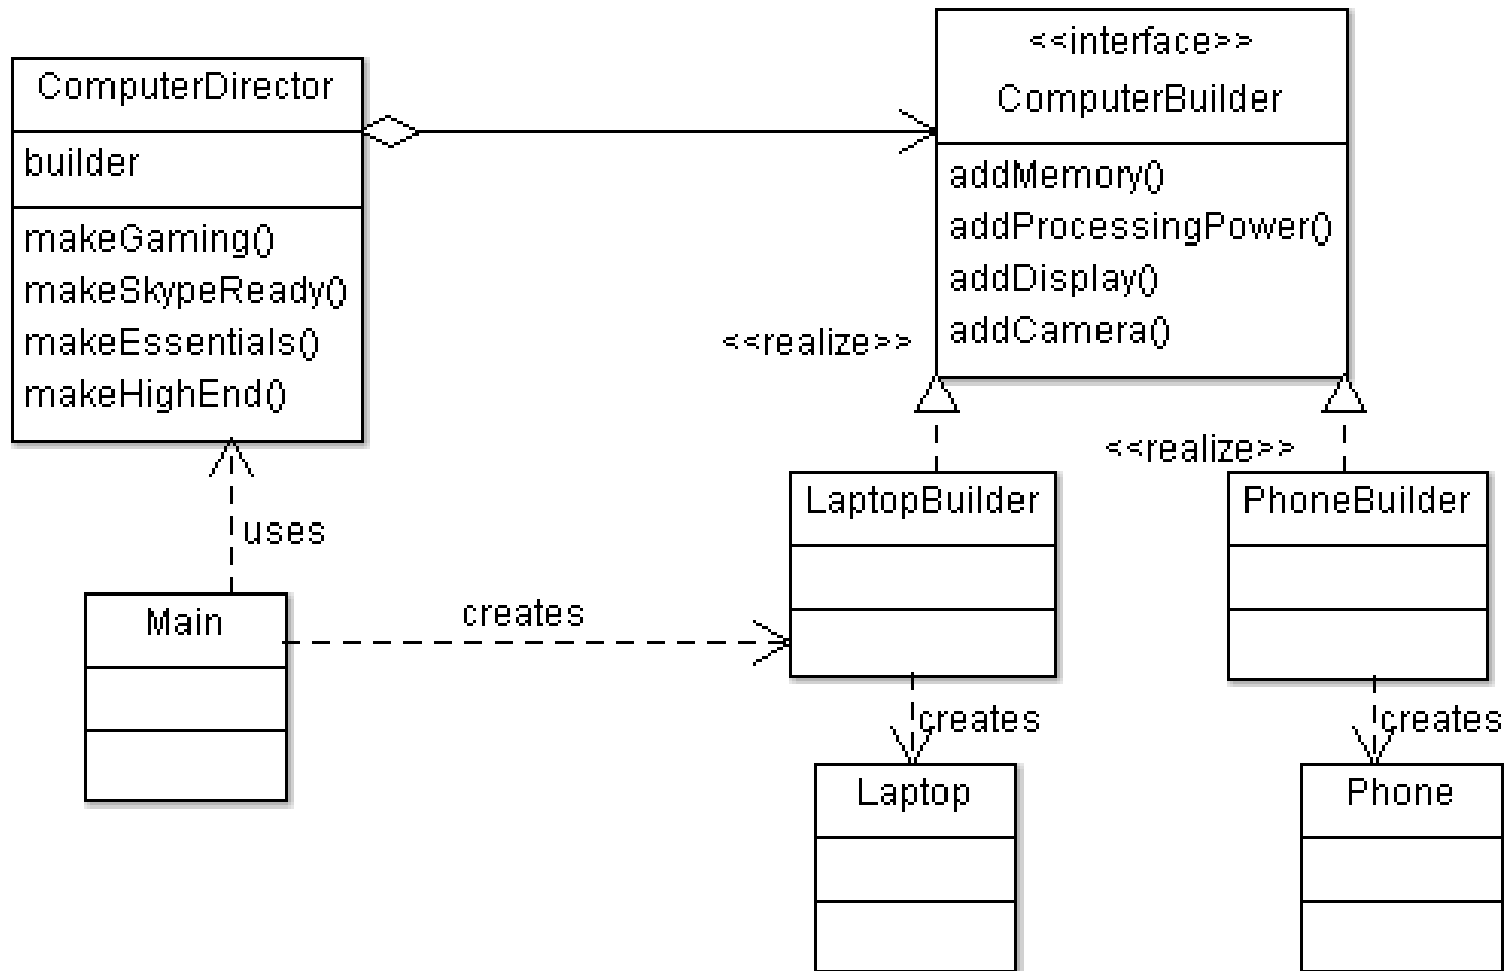 ComputerDirector
builder
makeGaming()
makeSkypeReady()
makeEssentials()
makeHighEnd()
<<interface>>
ComputerBuilder
addMemory()
addProcessingPower()
addDisplay()
addCamera()
<<realize>>
<<realize>>
uses
Main
creates
LaptopBuilder
PhoneBuilder
creates
creates
Laptop
Phone